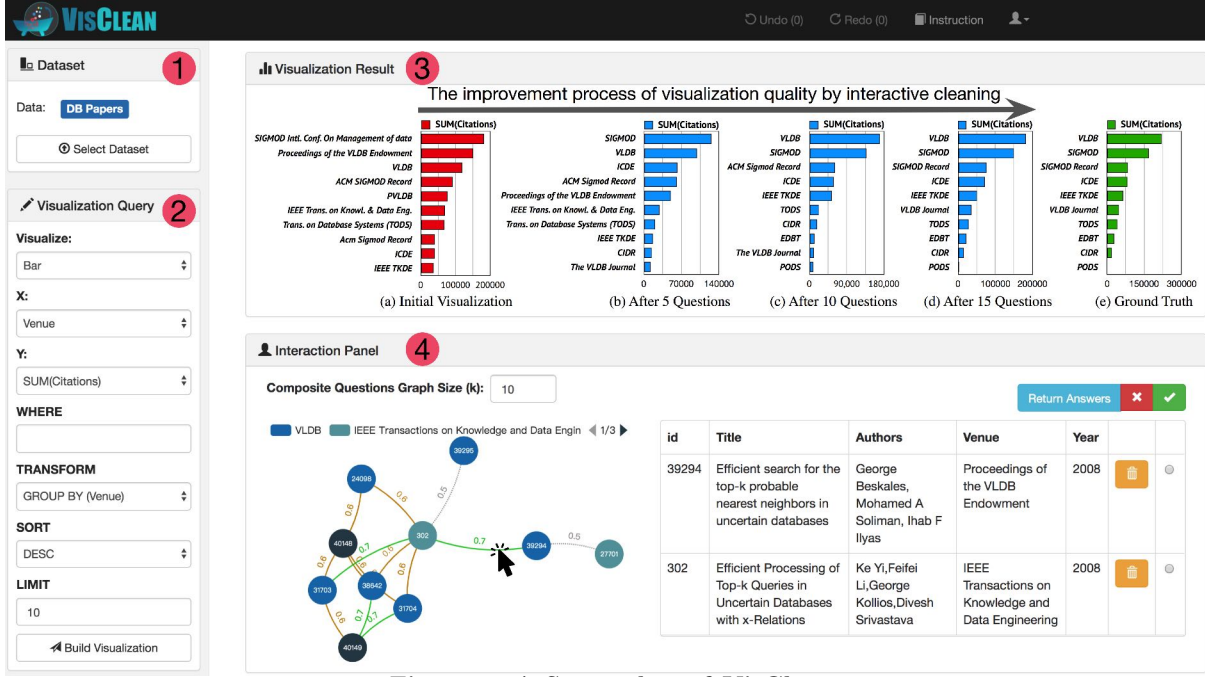 VISCLEAN
Undo (0)
Redo (0)
Instruction
Dataset
1
Data:
DB Papers
Select Dataset
Visualization Query
2
Visualize:
Bar
X:
Venue
Y:
SUM(Citations)
WHERE
TRANSFORM
GROUP BY (Venue)
SORT
DESC
LIMIT
10
Build Visualization
Visualization Result
3
The improvement process of visualization quality by interactive cleaning
SUM(Citations)
SIGMOD Intl. Conf. On Management of data
Proceedings of the VLDB Endowment
VLDB
ACM SIGMOD Record
PVLDB
IEEE Trans. on Knowl. & Data Eng.
Trans. on Database Systems (TODS)
Acm Sigmod Record
ICDE
IEEE TKDE
0 100000 200000
(a) Initial Visualization
SUM(Citations)
SIGMOD
VLDB
ICDE
ACM Sigmod Record
Proceedings of the VLDB Endowment
IEEE Trans. on Knowl. & Data Eng.
Trans. on Database Systems (TODS)
IEEE TKDE
CIDR
The VLDB Journal
0 70000 140000
(b) After 5 Questions
SUM(Citations)
VLDB
SIGMOD
ACM Sigmod Record
ICDE
IEEE TKDE
TODS
CIDR
EDBT
The VLDB Journal
PODS
0 90,000 180,000
(c) After 10 Questions
SUM(Citations)
VLDB
SIGMOD
SIGMOD Record
ICDE
IEEE TKDE
VLDB Journal
TODS
EDBT
CIDR
PODS
0 100000 200000
(d) After 15 Questions
SUM(Citations)
VLDB
SIGMOD
SIGMOD Record
ICDE
IEEE TKDE
VLDB Journal
TODS
EDBT
CIDR
PODS
0 150000 300000
(e) Ground Truth
Interaction Panel
4
Composite Questions Graph Size (k):
10
Return Answers
VLDB
IEEE Transactions on Knowledge and Data Engin
1/3
39295
24098
0.5
0.6
0.6
40148
0.7
0.6
302
0.7
39294
0.5
27701
0.6
0.6
0.6
31703
38642
31704
0.6
0.7
0.7
40149
id Title Authors Venue Year
39294
Efficient search for the
top-k probable
nearest neighbors in
uncertain databases
George
Beskales,
Mohamed A
Soliman, Ihab F
Ilyas
Proceedings of
the VLDB
Endowment
2008
302
Efficient Processing of
Top-k Queries in
Uncertain Databases
with x-Relations
Ke Yi,Feifei
Li,George
Kollios,Divesh
Srivastava
IEEE
Transactions on
Knowledge and
Data Engineering
2008